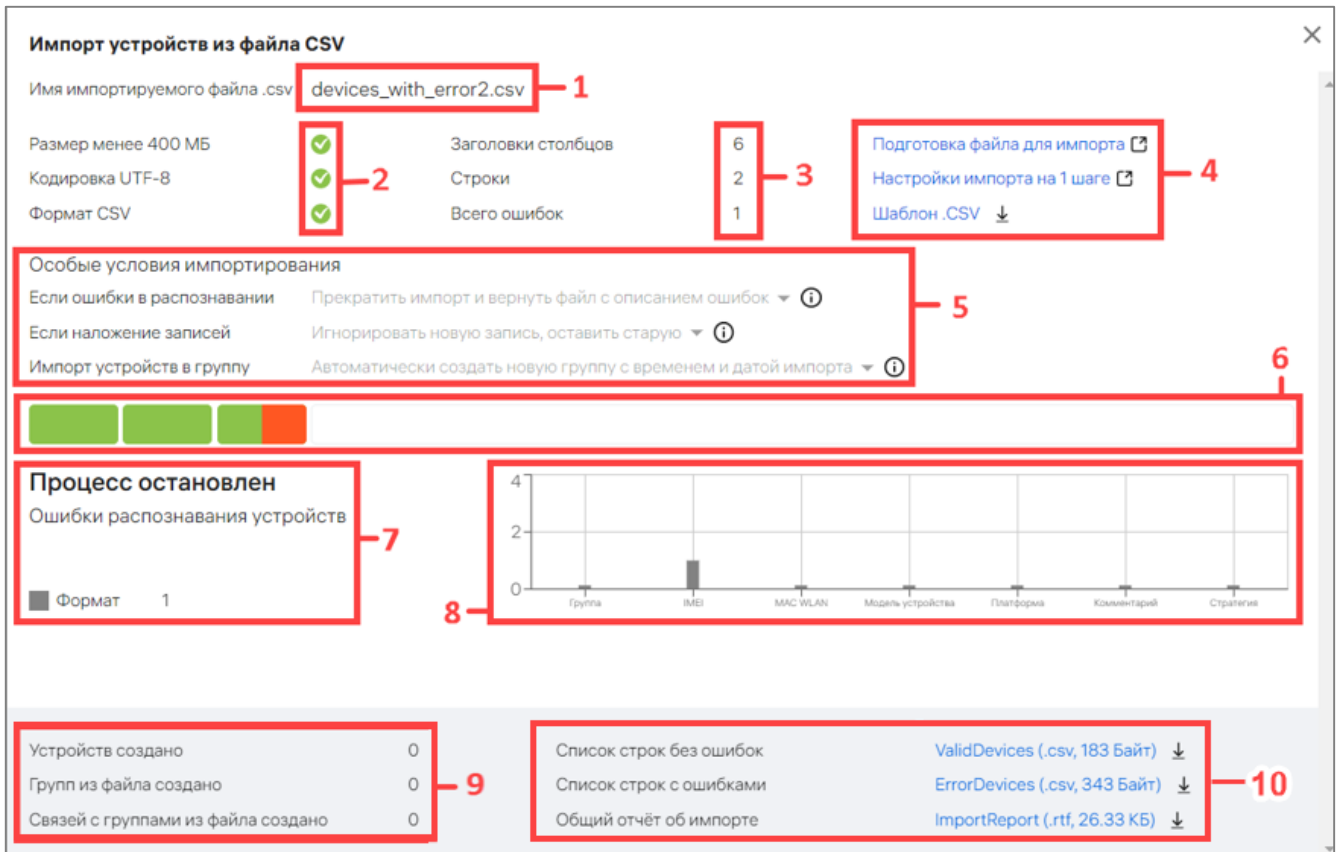 Импорт устройств из файла CSV
Имя импортируемого файла .csv devices_with_error2.csv 1
Размер менее 400 МБ Заголовки столбцов 6 Подготовка файла для импорта
Кодировка UTF-8 2 Строки 2 3 Настройки импорта на 1 шаге 4
Формат CSV Всего ошибок 1 Шаблон .CSV
Особые условия импортирования
Если ошибки в распознавании Прекратить импорт и вернуть файл с описанием ошибок
5
Если наложение записей Игнорировать новую запись, оставить старую
Импорт устройств в группу Автоматически создать новую группу с временем и датой импорта
6
Процесс остановлен
Ошибки распознавания устройств
7
Формат 1
4
2
0
Группа IMEI MAC WLAN Модель устройства Платформа Комментарий Стратегия
8
Устройств создано 0 Список строк без ошибок ValidDevices (.csv, 183 Байт)
Групп из файла создано 0 9 Список строк с ошибками ErrorDevices (.csv, 343 Байт) 10
Связей с группами из файла создано 0 Общий отчёт об импорте ImportReport (.rtf, 26.33 КБ)